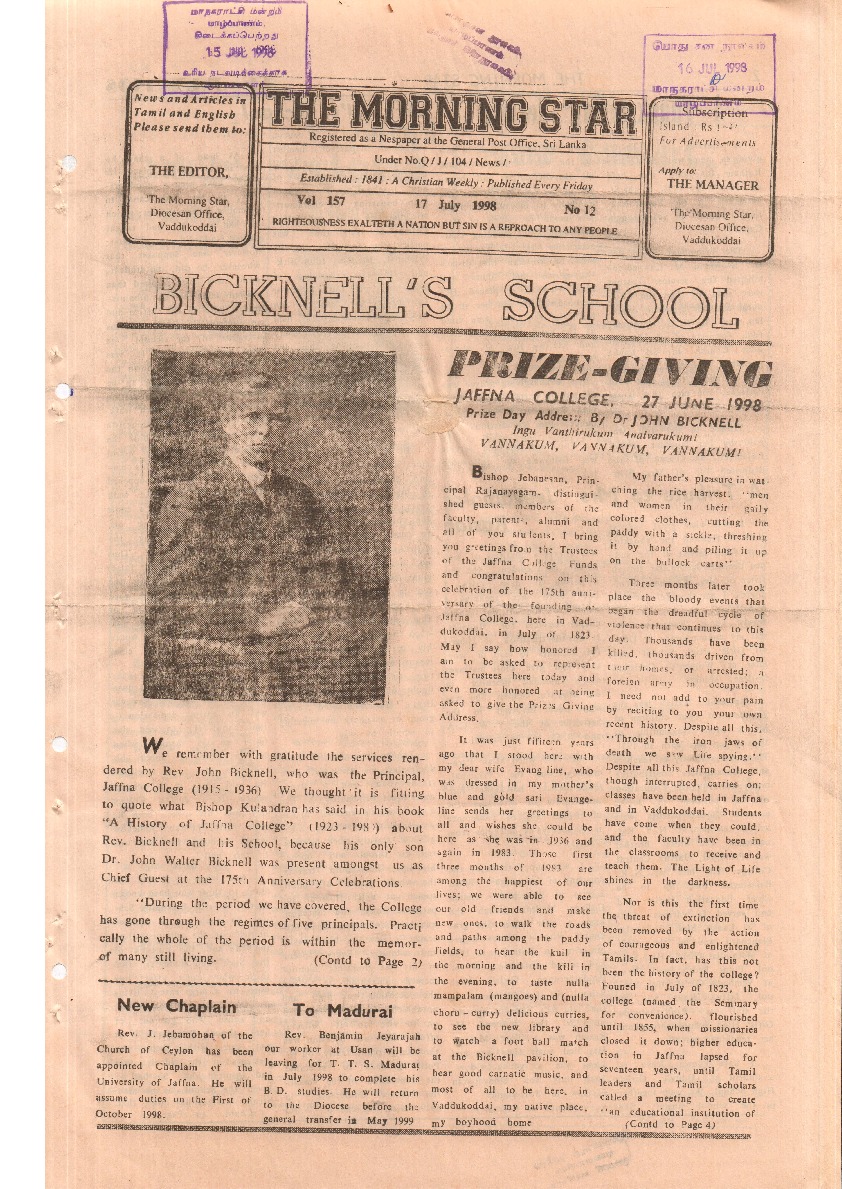 மாநகராட்சி மன்றம்
யாழ்ப்பாணம்.
கிடைக்கப்பெற்றது
15 JUL 1998
உரிய நடவடிக்கைக்காக
பொது சன நூலகம்
16 JUL 1998
மாநகராட்சி மன்றம்
யாழ்ப்பாணம்
News and Articles in
Tamil and English
Please send them to:
THE EDITOR,
'The Morning Star,
Diocesan Office,
Vaddukoddai
THE MORNING STAR
Registered as a Nespaper at the General Post Office, Sri Lanka
Under No.Q / J / 104 / News /
Established : 1841 : A Christian Weekly : Published Every Friday
Vol 157 17 July 1998 No 12
RIGHTEOUSNESS EXALTETH A NATION BUT SIN IS A REPROACH TO ANY PEOPLE
Subscription
Island Rs
For Advertisements
Apply to:
THE MANAGER
'The Morning Star,
Diocesan Office,
Vaddukoddai
BICKNELL'S SCHOOL
PRIZE-GIVING
JAFFNA COLLEGE, 27 JUNE 1998
Prize Day Address: By Dr JOHN BICKNELL
Ingu Vanthirukum Analvarukum!
VANNAKUM, VANNAKUM, VANNAKUM!
We remember with gratitude the services ren-
dered by Rev John Bicknell, who was the Principal,
Jaffna College (1915 - 1936) We thought it is fitting
to quote what Bishop Kulandran has said in his book
"A History of Jaffna College" (1923 - 198?) about
Rev. Bicknell and his School, because his only son
Dr. John Walter Bicknell was present amongst us as
Chief Guest at the 175th Anniversary Celebrations
"During the period we have covered, the College
has gone through the regimes of five principals. Practi
cally the whole of the period is within the memor-
of many still living. (Contd to Page 2)
New Chaplain
Rev. J. Jebamohan of the
Church of Ceylon has been
appointed Chaplain of the
University of Jaffna. He will
assume duties on the First of
October 1998.
To Madurai
Rev. Benjamin Jeyarajah
our worker at Usan will be
leaving for T. T. S. Madurai
in July 1998 to complete his
B.D. studies. He will return
to the Diocese before the
general transfer in May 1999
Bishop Jebanesan, Prin-
cipal Rajanayagam, distingui-
shed guests, members of the
faculty, parents, alumni and
all of you students, I bring
you greetings from the Trustees
of the Jaffna College Funds
and congratulations on this
celebration of the 175th anni-
versary of the founding of
Jaffna College, here in Vad-
dukoddai, in July of 1823
May I say how honored I
am to be asked to represent
the Trustees here today and
even more honored at being
asked to give the Prizes Giving
Address.
It was just fifteen years
ago that I stood here with
my dear wife Evangline, who
was dressed in my mother's
blue and gold sari Evange-
line sends her greetings to
all and wishes she could be
here as she was in 1936 and
again in 1983. Those first
three months of 1993 are
among the happiest of our
lives; we were able to see
our old friends and make
new ones, to walk the roads
and paths among the paddy
fields, to hear the kuil in
the morning and the kili in
the evening, to taste nulla
mampalam (mangoes) and (nulla
choru - curry) delicious curries,
to see the new library and
to watch a foot ball match
at the Bicknell pavilion, to
hear good carnatic music, and
most of all to be here, in
Vaddukoddai, my native place,
my boyhood home
My father's pleasure in wat-
ching the rice harvest, "men
and women in their gaily
colored clothes, cutting the
paddy with a sickle, threshing
it by hand and piling it up
on the bullock carts"
Three months later took
place the bloody events that
began the dreadful cycle of
violence that continues to this
day. Thousands have been
killed, thousands driven from
their homes, or arrested; a
foreign army in occupation.
I need not add to your pain
by reciting to you your own
recent history. Despite all this,
"Through the iron jaws of
death we saw Life spying."
Despite all this Jaffna College,
though interrupted, carries on;
classes have been held in Jaffna
and in Vaddukodai. Students
have come when they could,
and the faculty have been in
the classrooms to receive and
teach them. The Light of Life
shines in the darkness.
Nor is this the first time
the threat of extinction has
been removed by the action
of courageous and enlightened
Tamils. In fact, has this not
been the history of the college?
Founed in July of 1823, the
college (named the Seminary
for convenience). flourished
until 1855, when missionaries
closed it down; higher educa-
tion in Jaffna lapsed for
seventeen years, until Tamil
leaders and Tamil scholars
called a meeting to create
"an educational institution of
(Contd to Page 4)